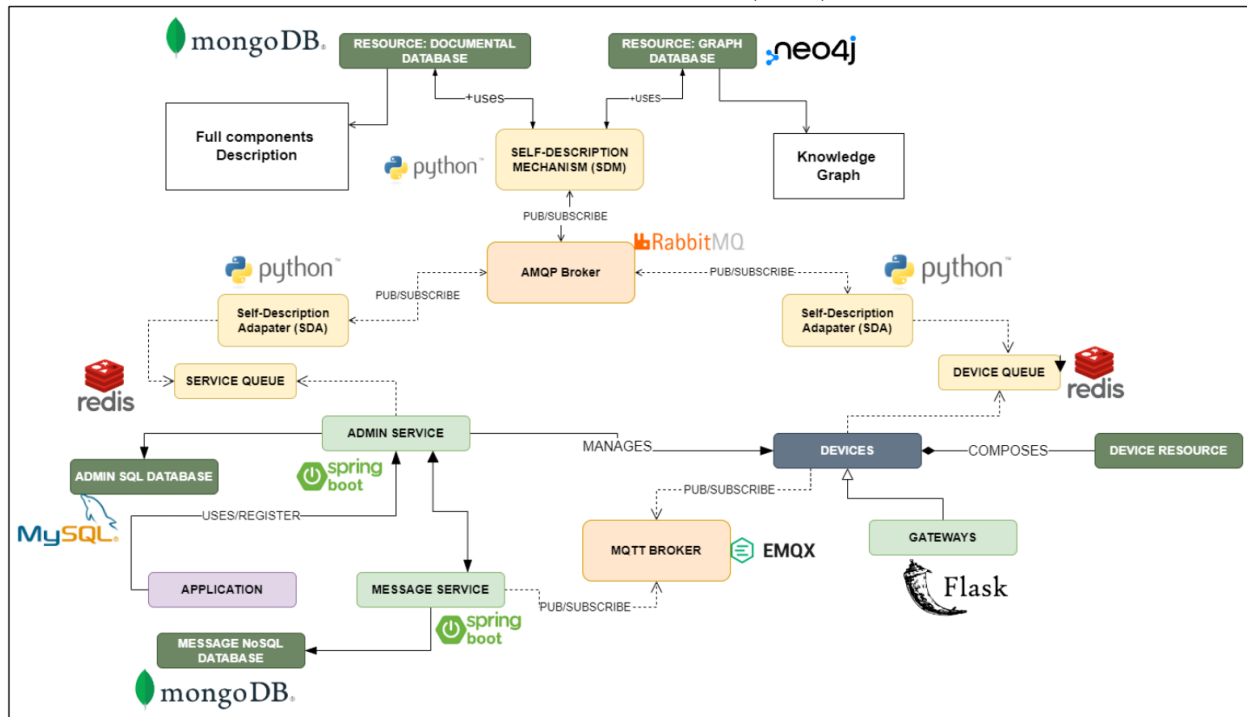 mongoDB®
RESOURCE: DOCUMENTAL
DATABASE
RESOURCE: GRAPH
DATABASE
neo4j
+uses
+USES
Full components
Description
python™
SELF-DESCRIPTION
MECHANISM (SDM)
Knowledge
Graph
PUB/SUBSCRIBE
RabbitMQ
AMQP Broker
python™
PUB/SUBSCRIBE
PUB/SUBSCRIBE
python™
Self-Description
Adapater (SDA)
Self-Description
Adapater (SDA)
redis
SERVICE QUEUE
DEVICE QUEUE
redis
ADMIN SERVICE
MANAGES
DEVICES
COMPOSES
DEVICE RESOURCE
ADMIN SQL DATABASE
spring
boot
PUB/SUBSCRIBE
MySQL®
USES/REGISTER
MQTT BROKER
EMQX
GATEWAYS
Flask
APPLICATION
MESSAGE SERVICE
PUB/SUBSCRIBE
spring
boot
MESSAGE NoSQL
DATABASE
mongoDB®